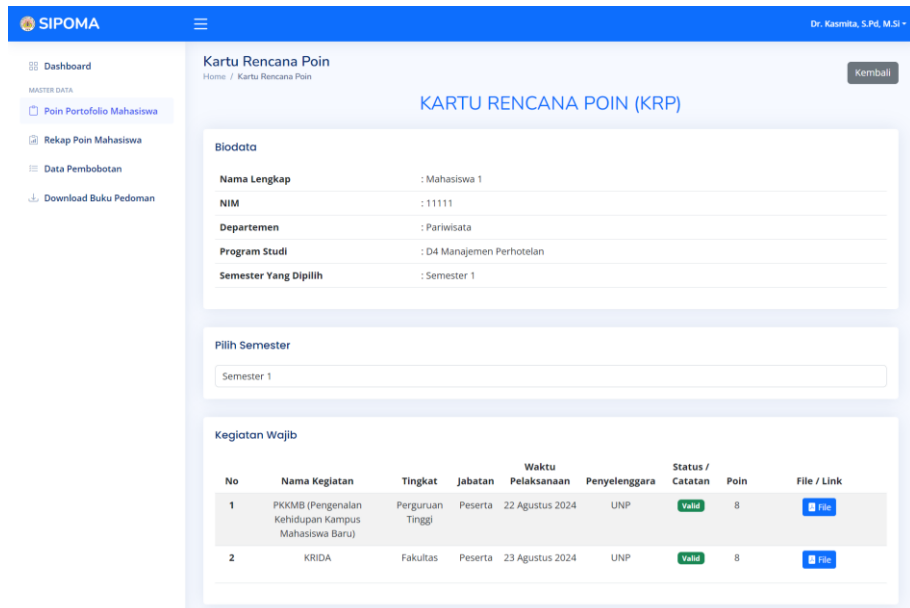 SIPOMA
Dr. Kasmita, S.Pd, M.Si
Dashboard
MASTER DATA
Poin Portofolio Mahasiswa
Rekap Poin Mahasiswa
Data Pembobotan
Download Buku Pedoman
Kartu Rencana Poin
Home / Kartu Rencana Poin
Kembali
KARTU RENCANA POIN (KRP)
Biodata
Nama Lengkap : Mahasiswa 1
NIM : 11111
Departemen : Pariwisata
Program Studi : D4 Manajemen Perhotelan
Semester Yang Dipilih : Semester 1
Pilih Semester
Semester 1
Kegiatan Wajib
No Nama Kegiatan Tingkat Jabatan Waktu Pelaksanaan Penyelenggara Status / Catatan Poin File / Link
1 PKKMB (Pengenalan Kehidupan Kampus Mahasiswa Baru) Perguruan Tinggi Peserta 22 Agustus 2024 UNP Valid 8 File
2 KRIDA Fakultas Peserta 23 Agustus 2024 UNP Valid 8 File